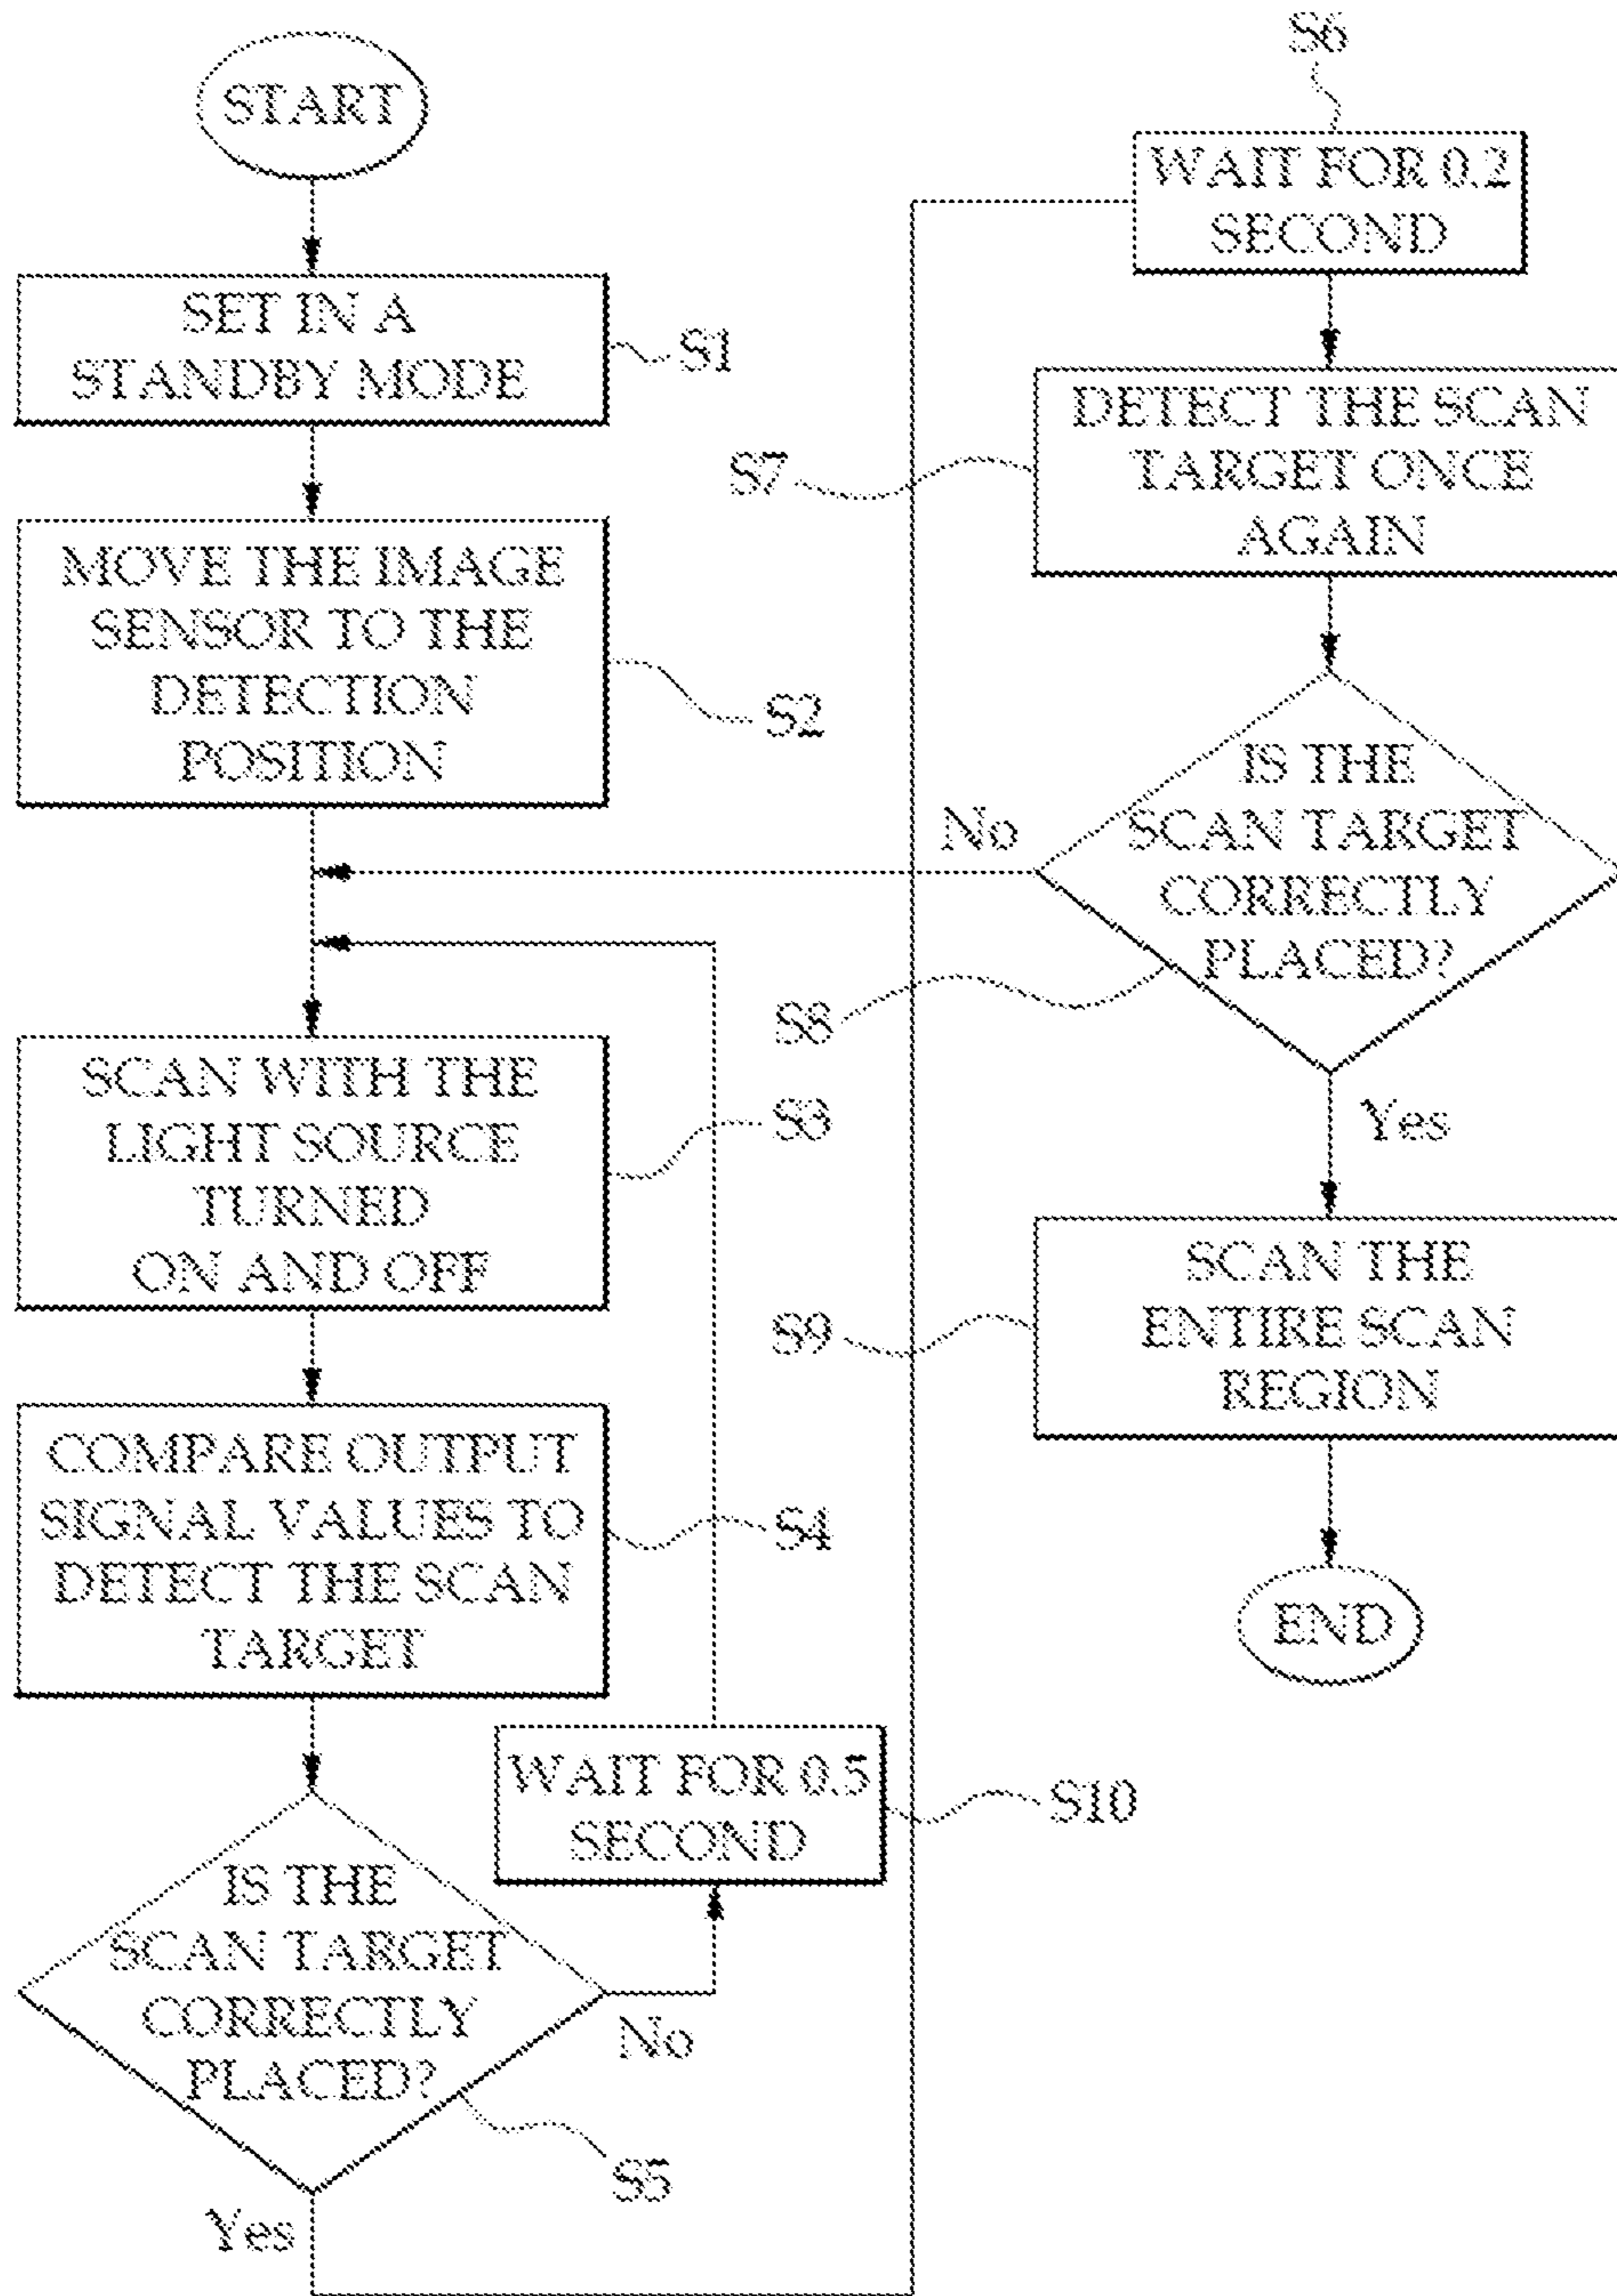 START
SET IN A
STANDBY MODE
S1
MOVE THE IMAGE
SENSOR TO THE
DETECTION
POSITION
S2
SCAN WITH THE
LIGHT SOURCE
TURNED
ON AND OFF
S3
COMPARE OUTPUT
SIGNAL VALUES TO
DETECT THE SCAN
TARGET
S4
IS THE
SCAN TARGET
CORRECTLY
PLACED?
S5
No
Yes
WAIT FOR 0.5
SECOND
S10
S6
WAIT FOR 0.2
SECOND
DETECT THE SCAN
TARGET ONCE
AGAIN
S7
IS THE
SCAN TARGET
CORRECTLY
PLACED?
No
S8
Yes
SCAN THE
ENTIRE SCAN
REGION
S9
END